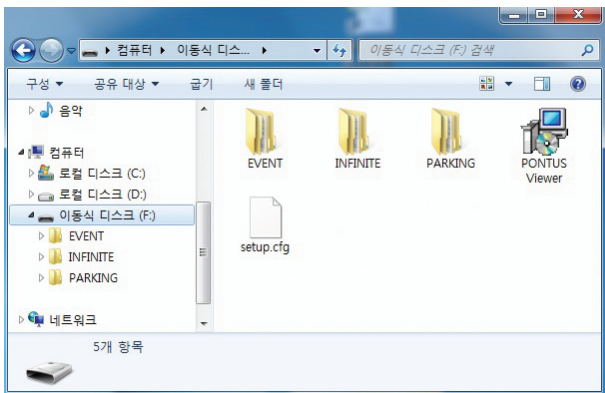 컴퓨터 이동식 디스... 이동식 디스크 (F:) 검색
구성 공유 대상 굽기 새 폴더
음악
컴퓨터
로컬 디스크 (C:)
로컬 디스크 (D:)
이동식 디스크 (F:)
EVENT
INFINITE
PARKING
네트워크
EVENT
INFINITE
PARKING
PONTUS
Viewer
setup.cfg
5개 항목